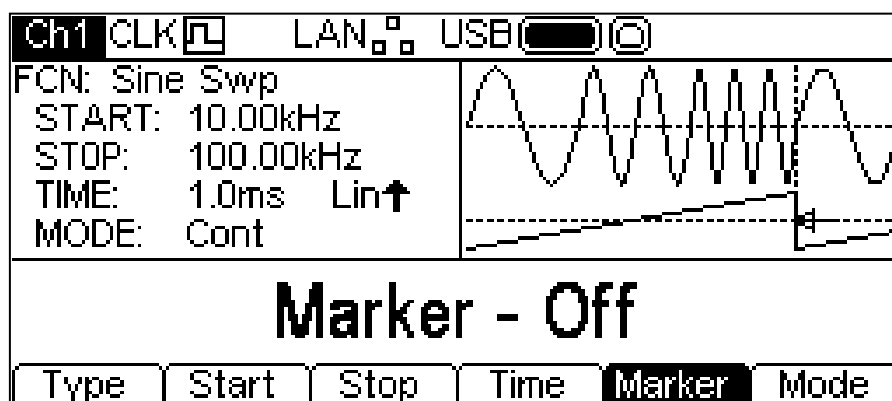 Ch1 CLK LAN USB
FCN: Sine Swp
START: 10.00kHz
STOP: 100.00kHz
TIME: 1.0ms Lin↑
MODE: Cont
Marker - Off
Type Start Stop Time Marker Mode